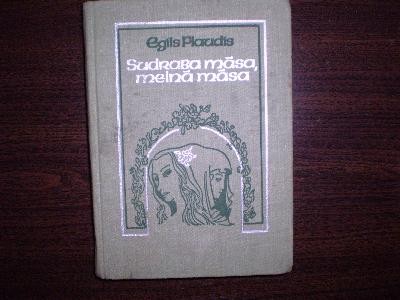 Egils Plaudis
Sudraba māsa,
melnā māsa